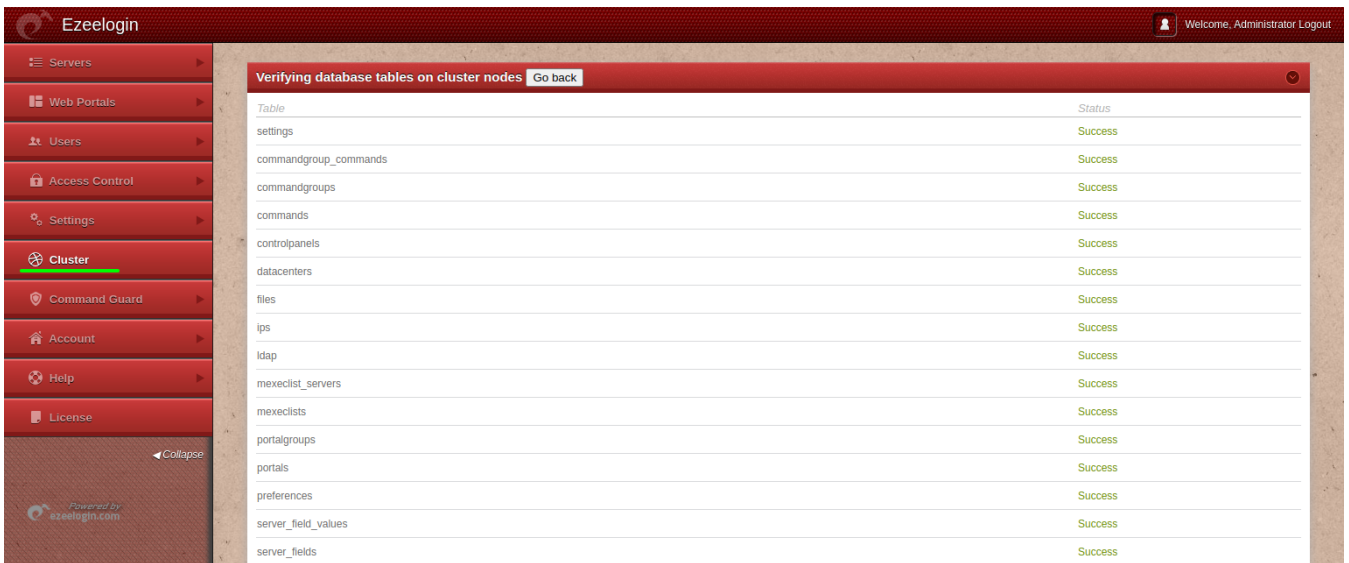 Ezeelogin
Welcome, Administrator Logout
Servers
Web Portals
Users
Access Control
Settings
Cluster
Command Guard
Account
Help
License
Collapse
Powered by
ezeelogin.com
Verifying database tables on cluster nodes Go back
Table Status
settings Success
commandgroup_commands Success
commandgroups Success
commands Success
controlpanels Success
datacenters Success
files Success
ips Success
ldap Success
mexeclist_servers Success
mexeclists Success
portalgroups Success
portals Success
preferences Success
server_field_values Success
server_fields Success